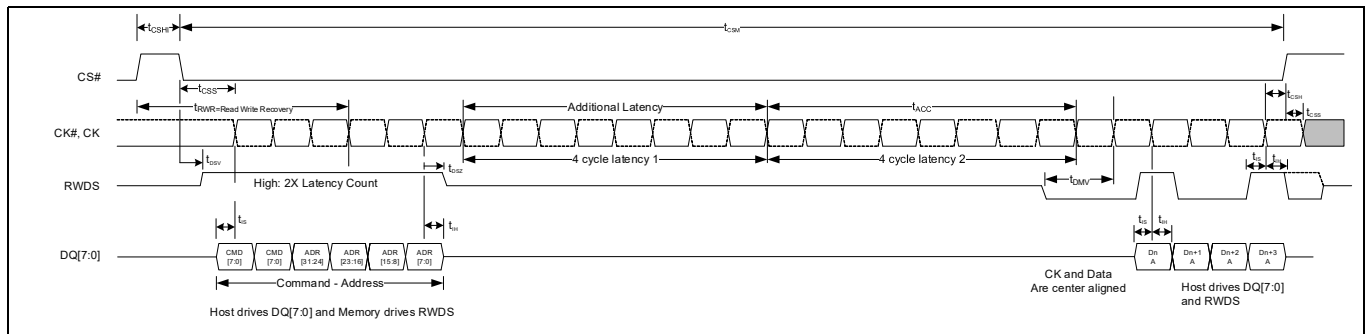 tCSHI
tCSM
CS#
tCSS
tRWR=Read Write Recovery
Additional Latency
tACC
tCSH
tCSS
CK#, CK
4 cycle latency 1
4 cycle latency 2
tDSV
tDSZ
tIS
tIH
RWDS
High: 2X Latency Count
tDMV
tIS
tIH
tIS
tIH
DQ[7:0]
CMD [7:0]
CMD [7:0]
ADR [31:24]
ADR [23:16]
ADR [15:8]
ADR [7:0]
Dn A
Dn+1 A
Dn+2 A
Dn+3 A
Command - Address
CK and Data
Are center aligned
Host drives DQ[7:0]
and RWDS
Host drives DQ[7:0] and Memory drives RWDS